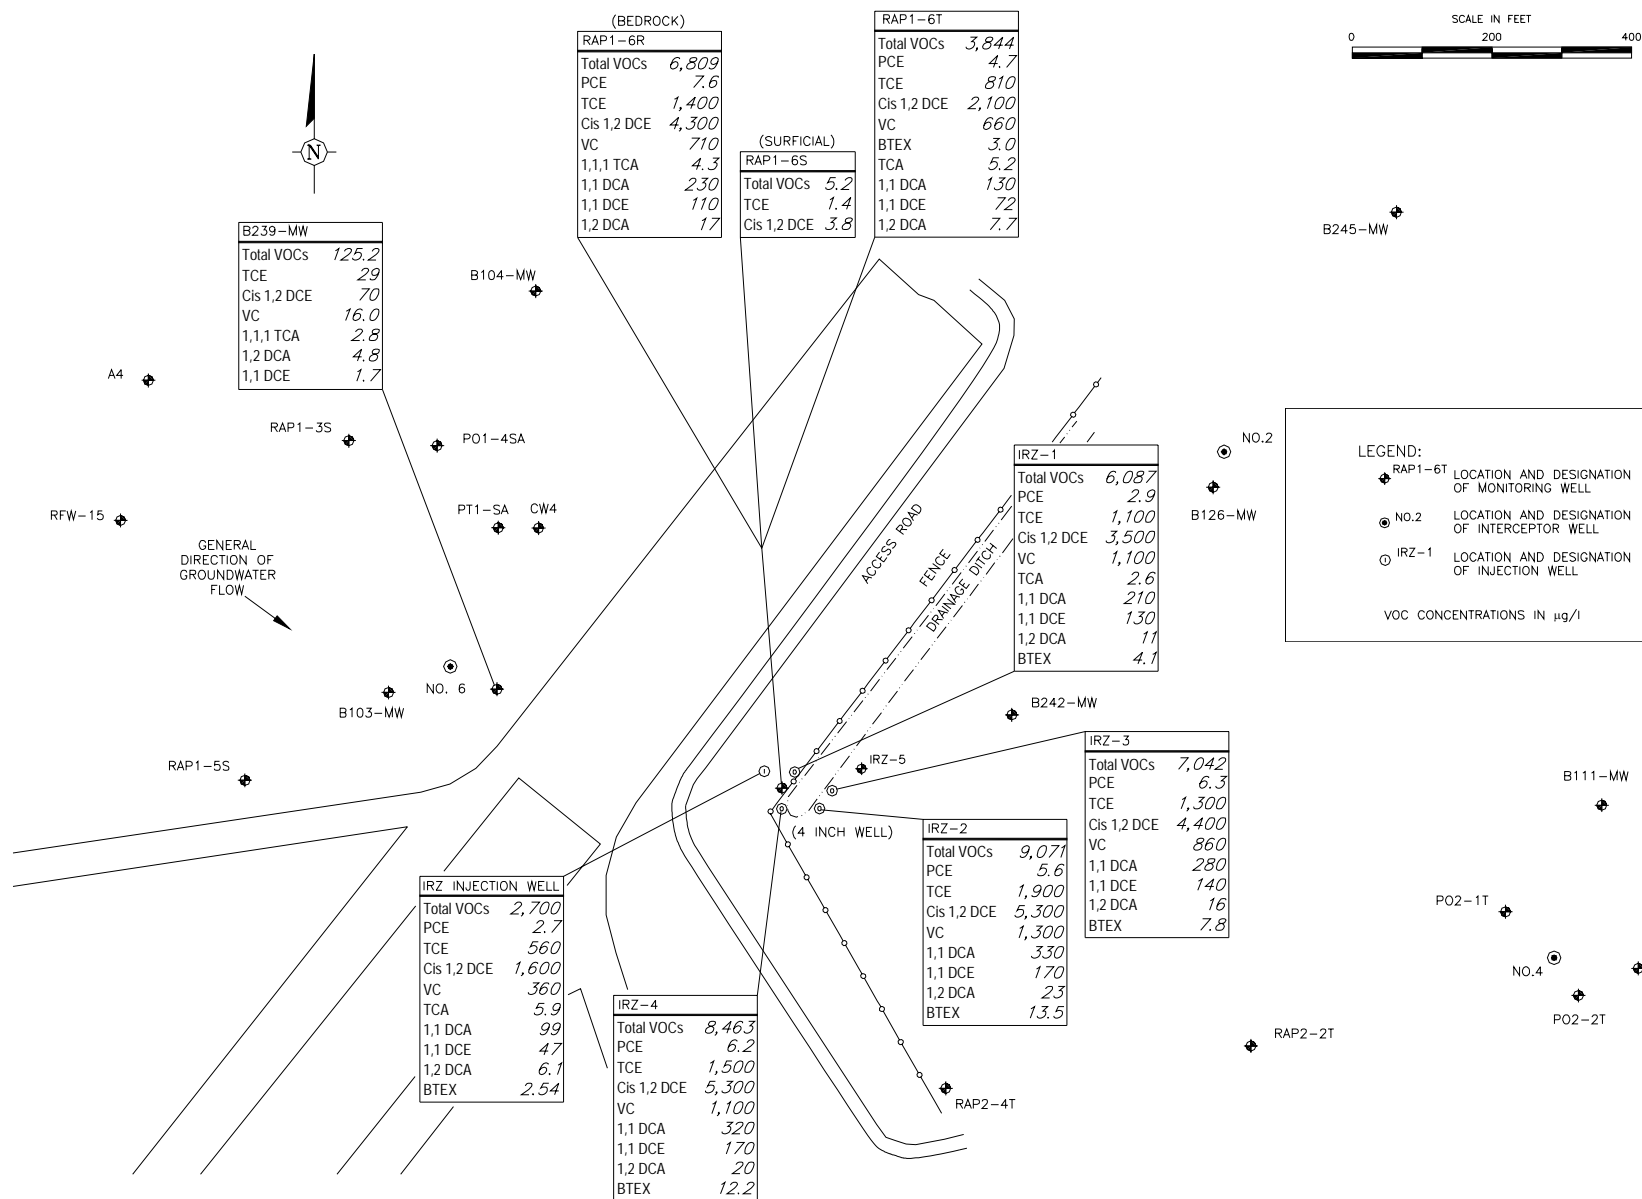 SCALE IN FEET
0 200 400
(BEDROCK)
RAP1-6R
Total VOCs 6,809
PCE 7.6
TCE 1,400
Cis 1,2 DCE 4,300
VC 710
1,1,1 TCA 4.3
1,1 DCA 230
1,1 DCE 110
1,2 DCA 17
(SURFICIAL)
RAP1-6S
Total VOCs 5.2
TCE 1.4
Cis 1,2 DCE 3.8
RAP1-6T
Total VOCs 3,844
PCE 4.7
TCE 810
Cis 1,2 DCE 2,100
VC 660
BTEX 3.0
TCA 5.2
1,1 DCA 130
1,1 DCE 72
1,2 DCA 7.7
N
B239-MW
Total VOCs 125.2
TCE 29
Cis 1,2 DCE 70
VC 16.0
1,1,1 TCA 2.8
1,2 DCA 4.8
1,1 DCE 1.7
B245-MW
B104-MW
A4
RAP1-3S
PO1-4SA
RFW-15
PT1-SA
CW4
GENERAL
DIRECTION OF
GROUNDWATER
FLOW
NO. 6
B103-MW
RAP1-5S
ACCESS ROAD
FENCE
DRAINAGE DITCH
IRZ-1
Total VOCs 6,087
PCE 2.9
TCE 1,100
Cis 1,2 DCE 3,500
VC 1,100
TCA 2.6
1,1 DCA 210
1,1 DCE 130
1,2 DCA 11
BTEX 4.1
NO.2
B126-MW
LEGEND:
RAP1-6T LOCATION AND DESIGNATION
OF MONITORING WELL
NO.2 LOCATION AND DESIGNATION
OF INTERCEPTOR WELL
IRZ-1 LOCATION AND DESIGNATION
OF INJECTION WELL
VOC CONCENTRATIONS IN µg/l
B242-MW
IRZ-5
(4 INCH WELL)
IRZ-3
Total VOCs 7,042
PCE 6.3
TCE 1,300
Cis 1,2 DCE 4,400
VC 860
1,1 DCA 280
1,1 DCE 140
1,2 DCA 16
BTEX 7.8
B111-MW
IRZ-2
Total VOCs 9,071
PCE 5.6
TCE 1,900
Cis 1,2 DCE 5,300
VC 1,300
1,1 DCA 330
1,1 DCE 170
1,2 DCA 23
BTEX 13.5
IRZ INJECTION WELL
Total VOCs 2,700
PCE 2.7
TCE 560
Cis 1,2 DCE 1,600
VC 360
TCA 5.9
1,1 DCA 99
1,1 DCE 47
1,2 DCA 6.1
BTEX 2.54
IRZ-4
Total VOCs 8,463
PCE 6.2
TCE 1,500
Cis 1,2 DCE 5,300
VC 1,100
1,1 DCA 320
1,1 DCE 170
1,2 DCA 20
BTEX 12.2
PO2-1T
NO.4
PO2-2T
RAP2-2T
RAP2-4T